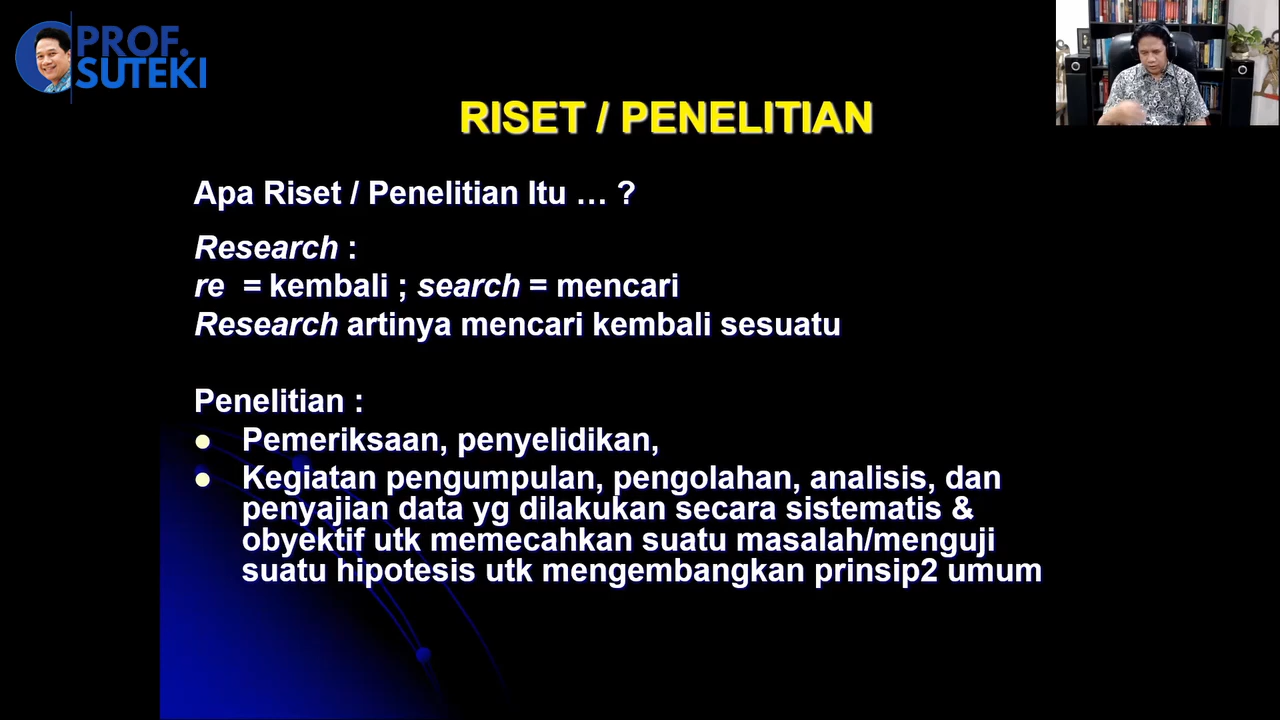 PROF.
SUTEKI
RISET / PENELITIAN
Apa Riset / Penelitian Itu … ?
Research :
re = kembali ; search = mencari
Research artinya mencari kembali sesuatu
Penelitian :
● Pemeriksaan, penyelidikan,
● Kegiatan pengumpulan, pengolahan, analisis, dan
penyajian data yg dilakukan secara sistematis &
obyektif utk memecahkan suatu masalah/menguji
suatu hipotesis utk mengembangkan prinsip2 umum